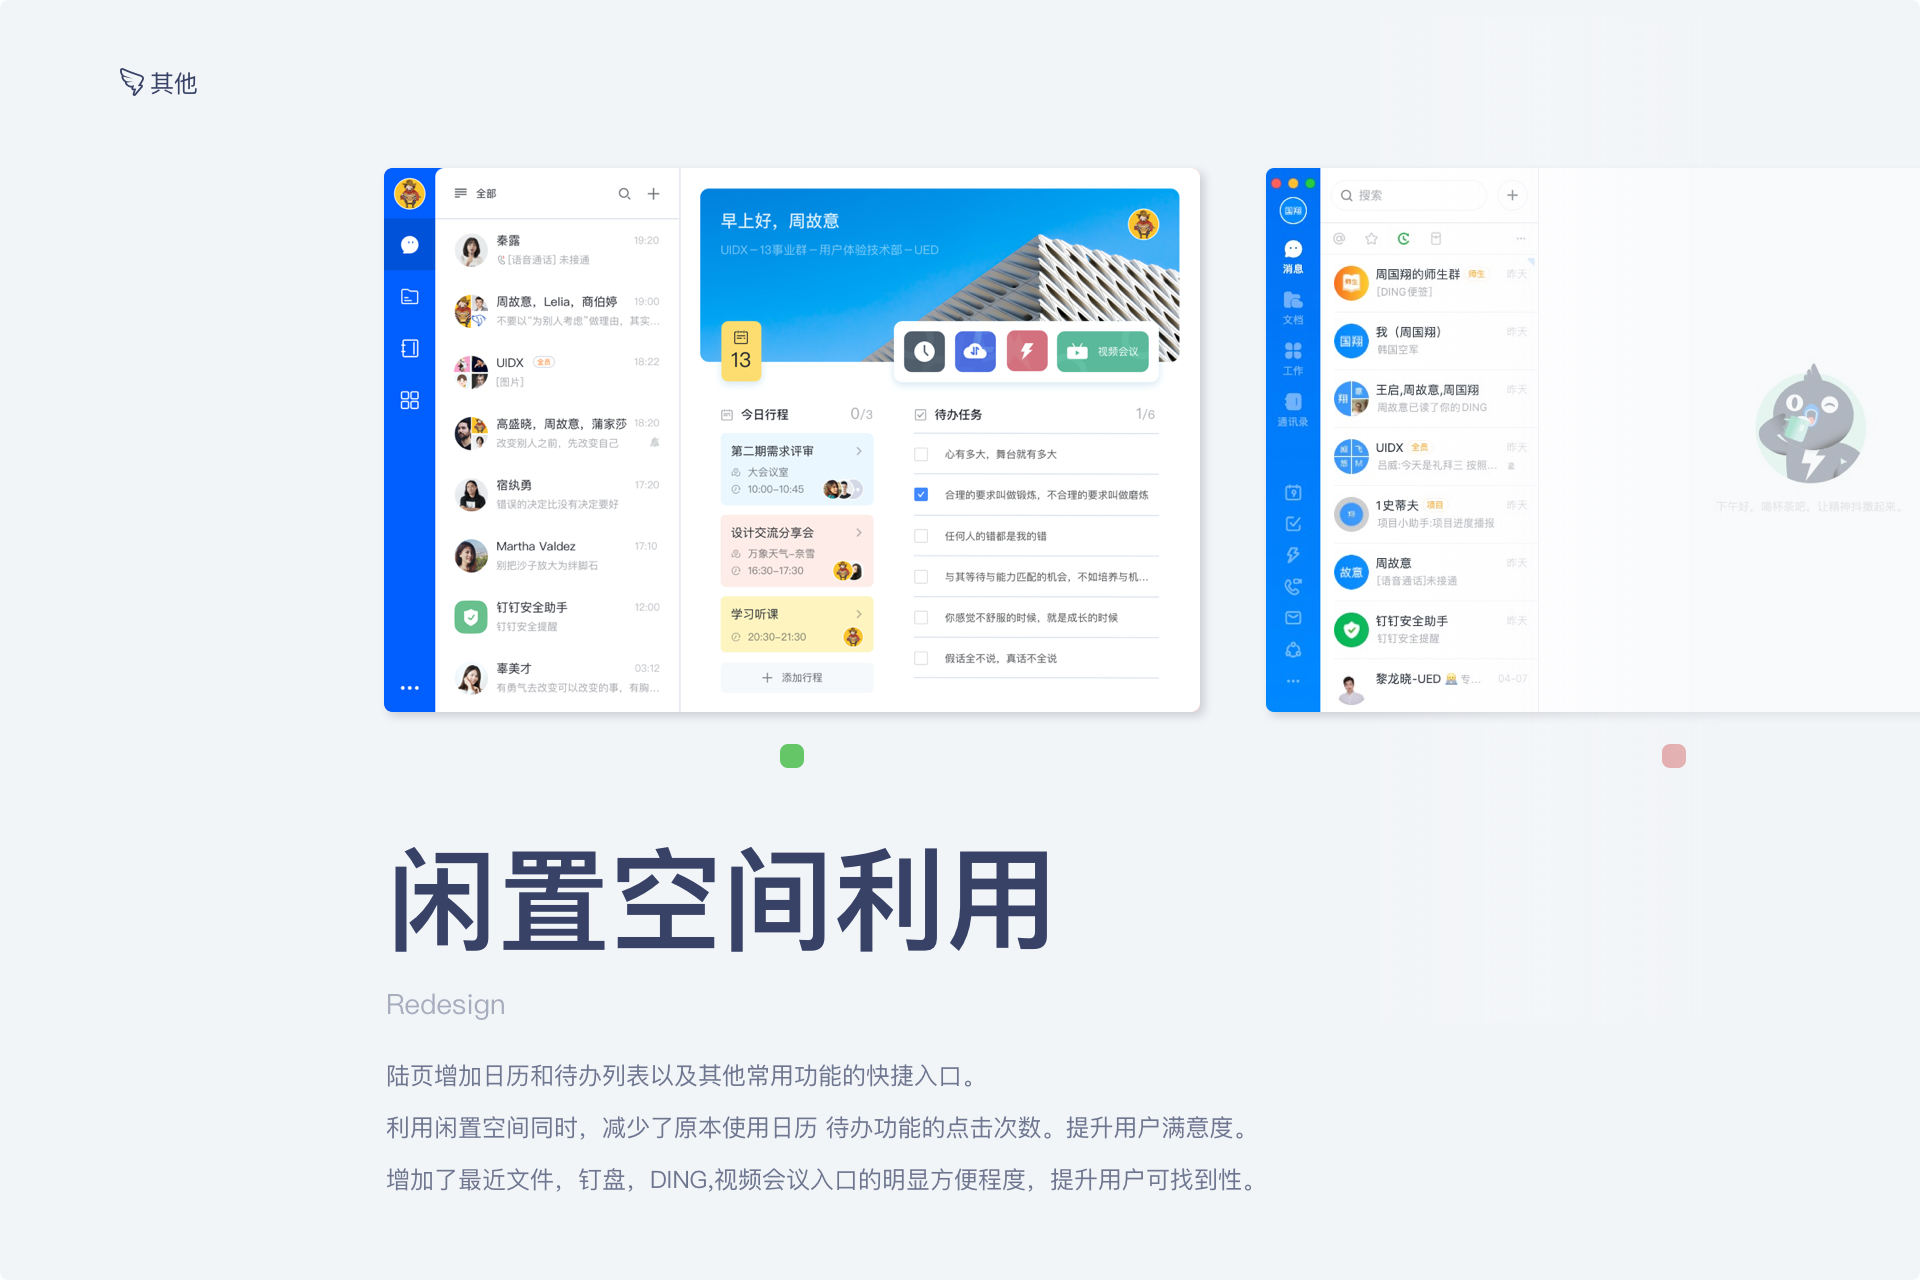 其他
全部
秦露 19:20
[语音通话] 未接通
周故意，Lelia，商伯婷 19:00
不要以“为别人考虑”做理由，其实...
UIDX 全员 18:22
[图片]
高盛晓，周故意，蒲家莎 18:20
改变别人之前，先改变自己
宿纨勇 17:20
错误的决定比没有决定要好
Martha Valdez 17:10
别把沙子放大为绊脚石
钉钉安全助手 12:00
钉钉安全提醒
辜美才 03:12
有勇气去改变可以改变的事，有胸...
早上好，周故意
UIDX－13事业群－用户体验技术部－UED
13
视频会议
今日行程 0/3
第二期需求评审
大会议室
10:00-10:45
设计交流分享会
万象天气-奈雪
16:30-17:30
学习听课
20:30-21:30
添加行程
待办任务 1/6
心有多大，舞台就有多大
合理的要求叫做锻炼，不合理的要求叫做磨炼
任何人的错都是我的错
与其等待与能力匹配的机会，不如培养与机...
你感觉不舒服的时候，就是成长的时候
假话全不说，真话不全说
国翔
消息
文档
工作
通讯录
搜索
周国翔的师生群 师生 昨天
[DING便签]
国翔
我（周国翔） 昨天
韩国空军
翔
王启,周故意,周国翔 昨天
周故意已读了你的DING
UIDX 全员 昨天
吕威:今天是礼拜三 按照...
1史蒂夫 项目 昨天
项目小助手:项目进度播报
故意
周故意 昨天
[语音通话]未接通
钉钉安全助手 昨天
钉钉安全提醒
黎龙晓-UED 专... 04-07
下午好，喝杯茶吧，让精神抖擞起来。
闲置空间利用
Redesign
陆页增加日历和待办列表以及其他常用功能的快捷入口。
利用闲置空间同时，减少了原本使用日历 待办功能的点击次数。提升用户满意度。
增加了最近文件，钉盘，DING,视频会议入口的明显方便程度，提升用户可找到性。